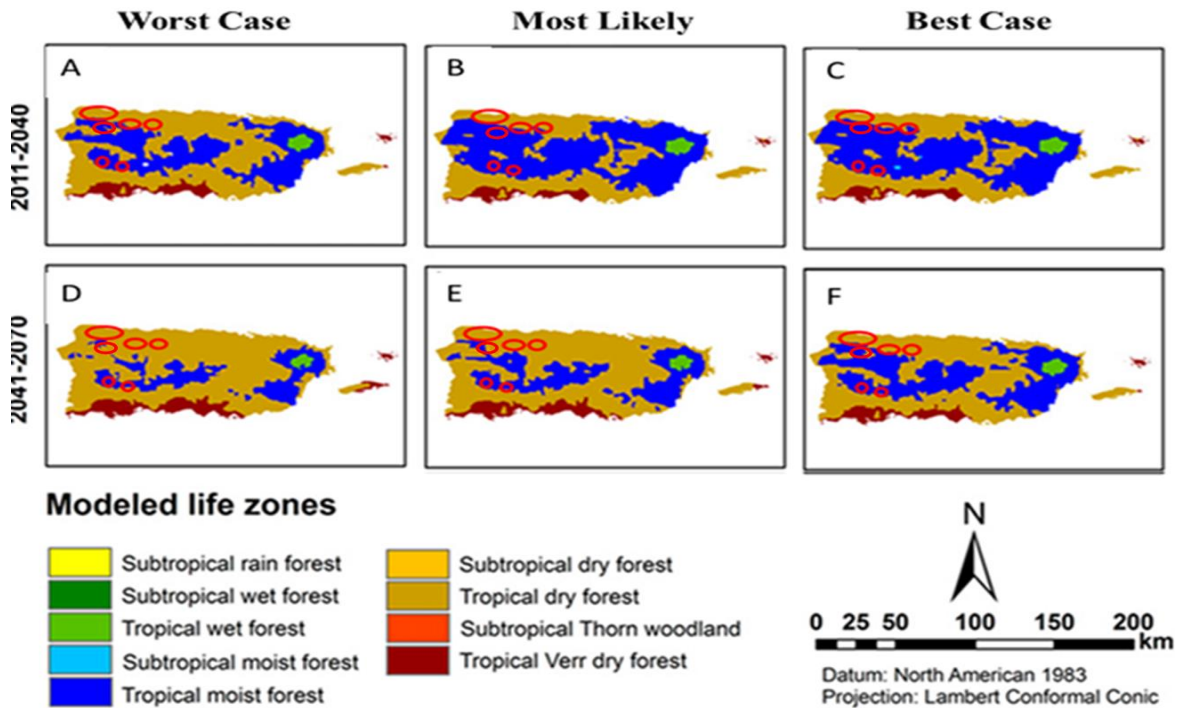 Worst Case Most Likely Best Case
2011-2040
A B C
2041-2070
D E F
Modeled life zones
Subtropical rain forest
Subtropical wet forest
Tropical wet forest
Subtropical moist forest
Tropical moist forest
Subtropical dry forest
Tropical dry forest
Subtropical Thorn woodland
Tropical Verr dry forest
N
0 25 50 100 150 200
km
Datum: North American 1983
Projection: Lambert Conformal Conic